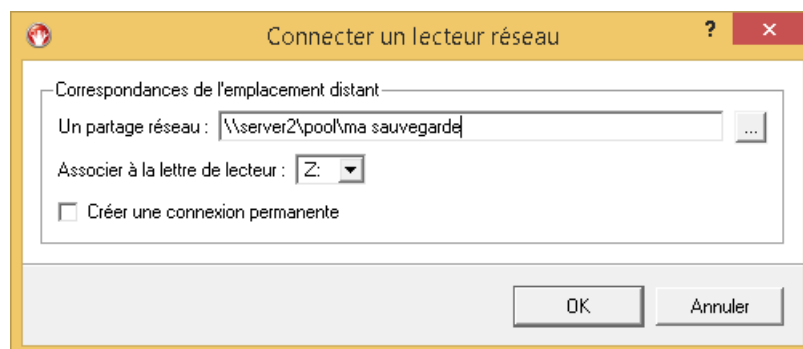 Connecter un lecteur réseau
? ×
Correspondances de l'emplacement distant
Un partage réseau : \\server2\pool\ma sauvegarde ...
Associer à la lettre de lecteur : Z:
Créer une connexion permanente
OK Annuler